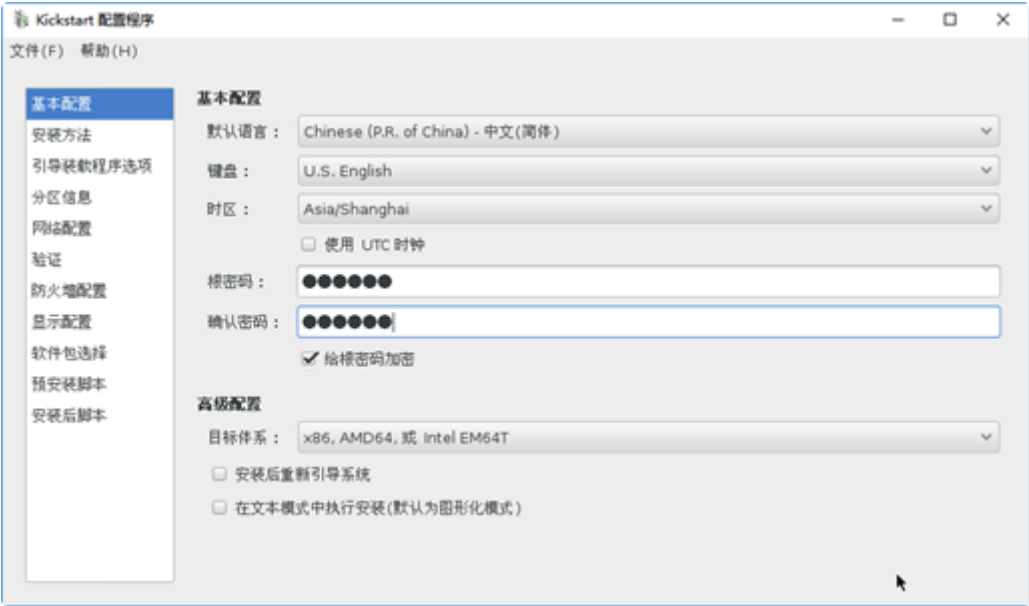 Kickstart 配置程序
文件(F) 帮助(H)
基本配置
安装方法
引导装载程序选项
分区信息
网络配置
验证
防火墙配置
显示配置
软件包选择
预安装脚本
安装后脚本
基本配置
默认语言: Chinese (P.R. of China) - 中文(简体)
键盘: U.S. English
时区: Asia/Shanghai
使用 UTC 时钟
根密码: ●●●●●●
确认密码: ●●●●●●
给根密码加密
高级配置
目标体系: x86, AMD64, 或 Intel EM64T
安装后重新引导系统
在文本模式中执行安装(默认为图形化模式)